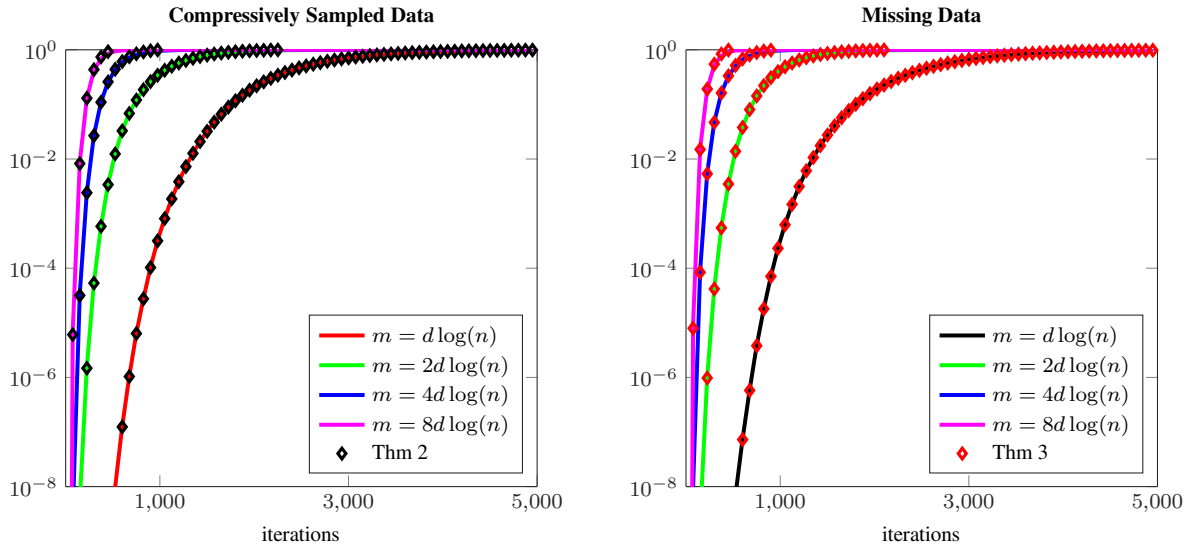 Compressively Sampled Data
10^0
10^−2
10^−4
10^−6
10^−8
m = d log(n)
m = 2d log(n)
m = 4d log(n)
m = 8d log(n)
Thm 2
1,000
3,000
5,000
iterations
Missing Data
10^0
10^−2
10^−4
10^−6
10^−8
m = d log(n)
m = 2d log(n)
m = 4d log(n)
m = 8d log(n)
Thm 3
1,000
3,000
5,000
iterations